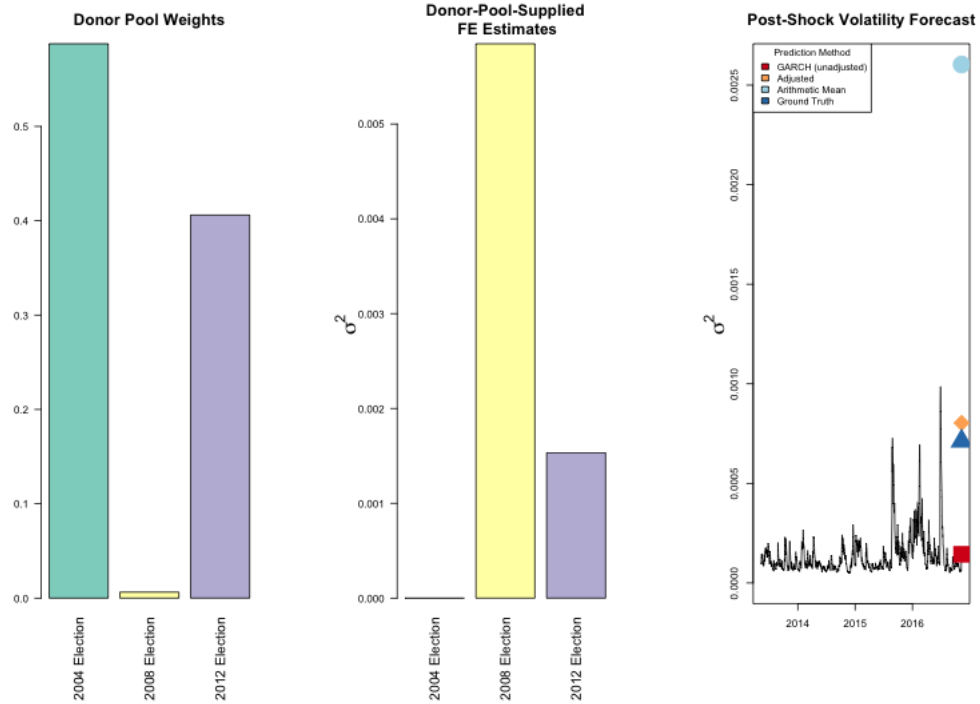 Donor Pool Weights
0.5
0.4
0.3
0.2
0.1
0.0
2004 Election
2008 Election
2012 Election
Donor-Pool-Supplied
FE Estimates
σ²
0.005
0.004
0.003
0.002
0.001
0.000
2004 Election
2008 Election
2012 Election
Post-Shock Volatility Forecast
Prediction Method
GARCH (unadjusted)
Adjusted
Arithmetic Mean
Ground Truth
σ²
0.0025
0.0020
0.0015
0.0010
0.0005
0.0000
2014
2015
2016